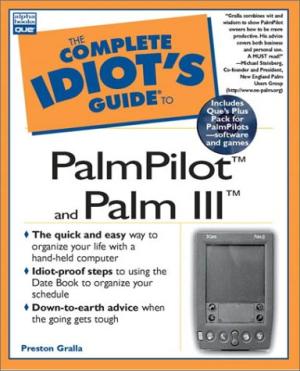 alpha
books
QUE®
THE
COMPLETE
IDIOT'S
GUIDE® TO
"Gralla combines wit and
wisdom to show PalmPilot
owners how to be more
productive. His advice
covers both business
and personal use.
A MUST read!"
—Michael Steinberg,
Co-founder and President,
New England Palm
Users Group
(http://www.ne-palm.org)
Includes
Que's Plus
Pack for
PalmPilots
—software
and games
PalmPilot™
and Palm III™
The quick and easy way to
organize your life with a
hand-held computer
Idiot-proof steps to using the
Date Book to organize your
schedule
Down-to-earth advice when
the going gets tough
3Com
Palm III
Preston Gralla